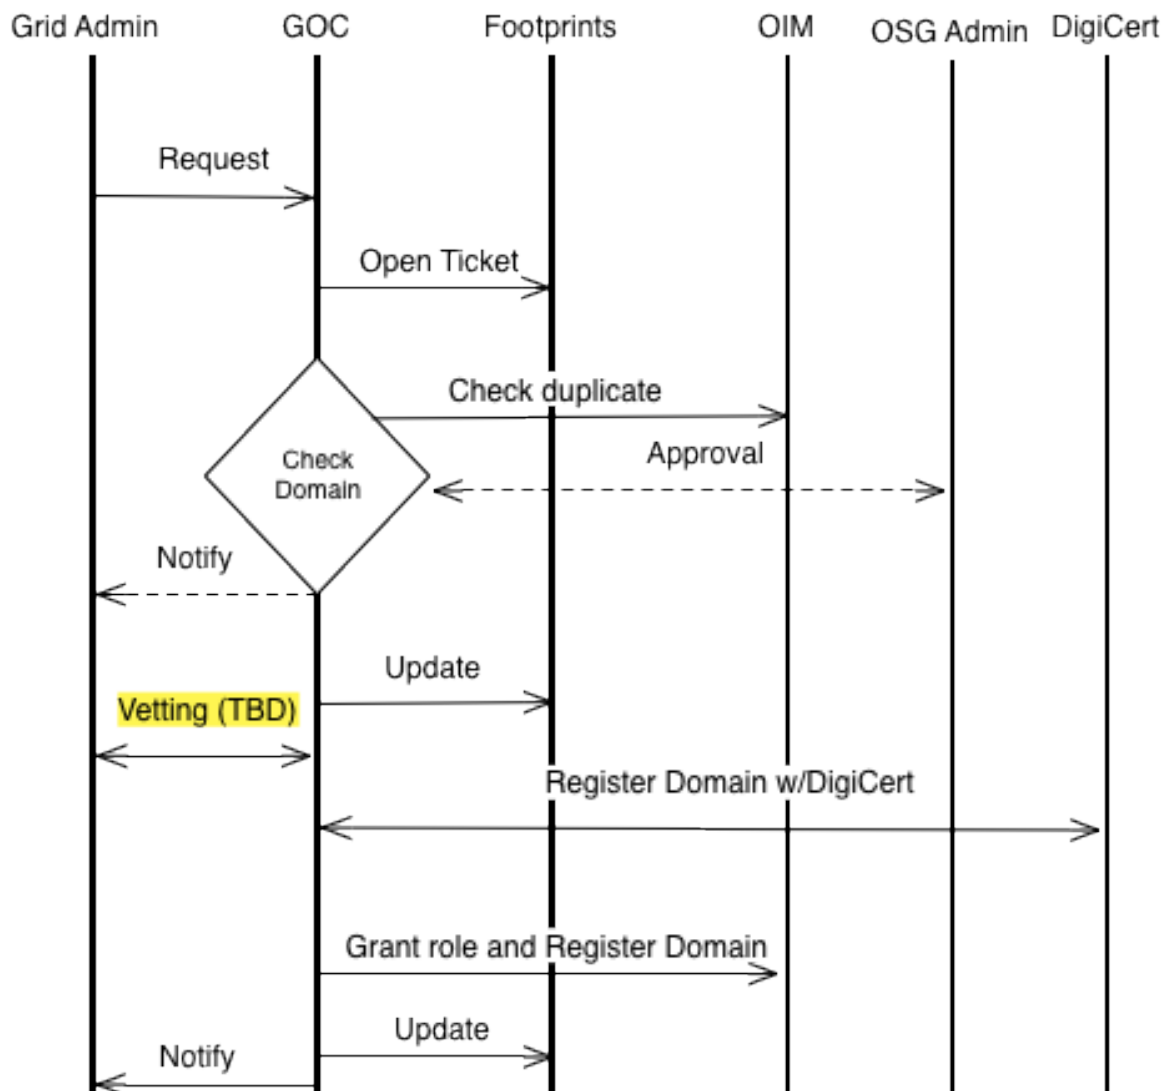 Grid Admin
GOC
Footprints
OIM
OSG Admin
DigiCert
Request
Open Ticket
Check duplicate
Check
Domain
Approval
Notify
Update
Vetting (TBD)
Register Domain w/DigiCert
Grant role and Register Domain
Update
Notify